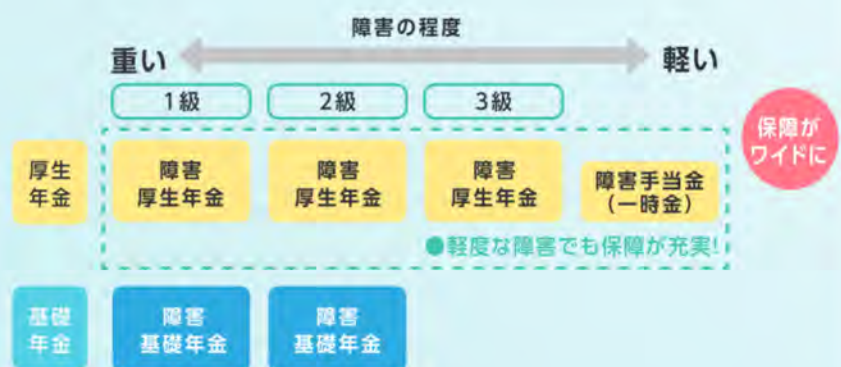 障害の程度
重い
軽い
1級
2級
3級
保障が
ワイドに
厚生
年金
障害
厚生年金
障害
厚生年金
障害
厚生年金
障害手当金
(一時金)
●軽度な障害でも保障が充実!
基礎
年金
障害
基礎年金
障害
基礎年金